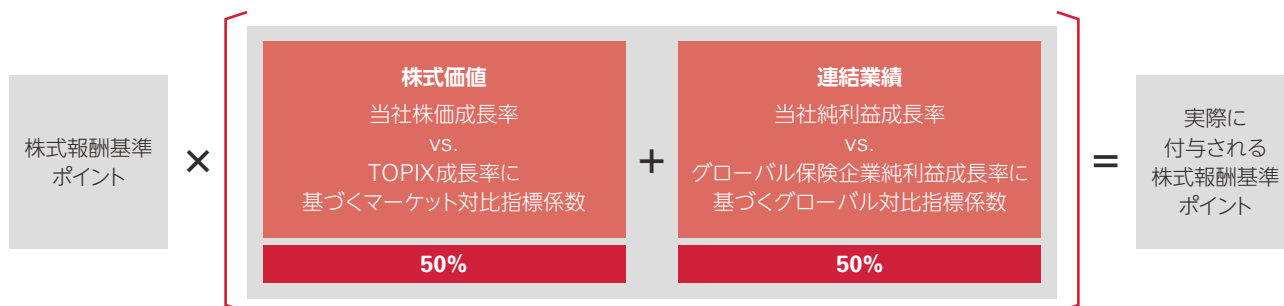 株式報酬基準
ポイント
×
株式価値
当社株価成長率
vs.
TOPIX成長率に
基づくマーケット対比指標係数
50%
+
連結業績
当社純利益成長率
vs.
グローバル保険企業純利益成長率に
基づくグローバル対比指標係数
50%
=
実際に
付与される
株式報酬基準
ポイント